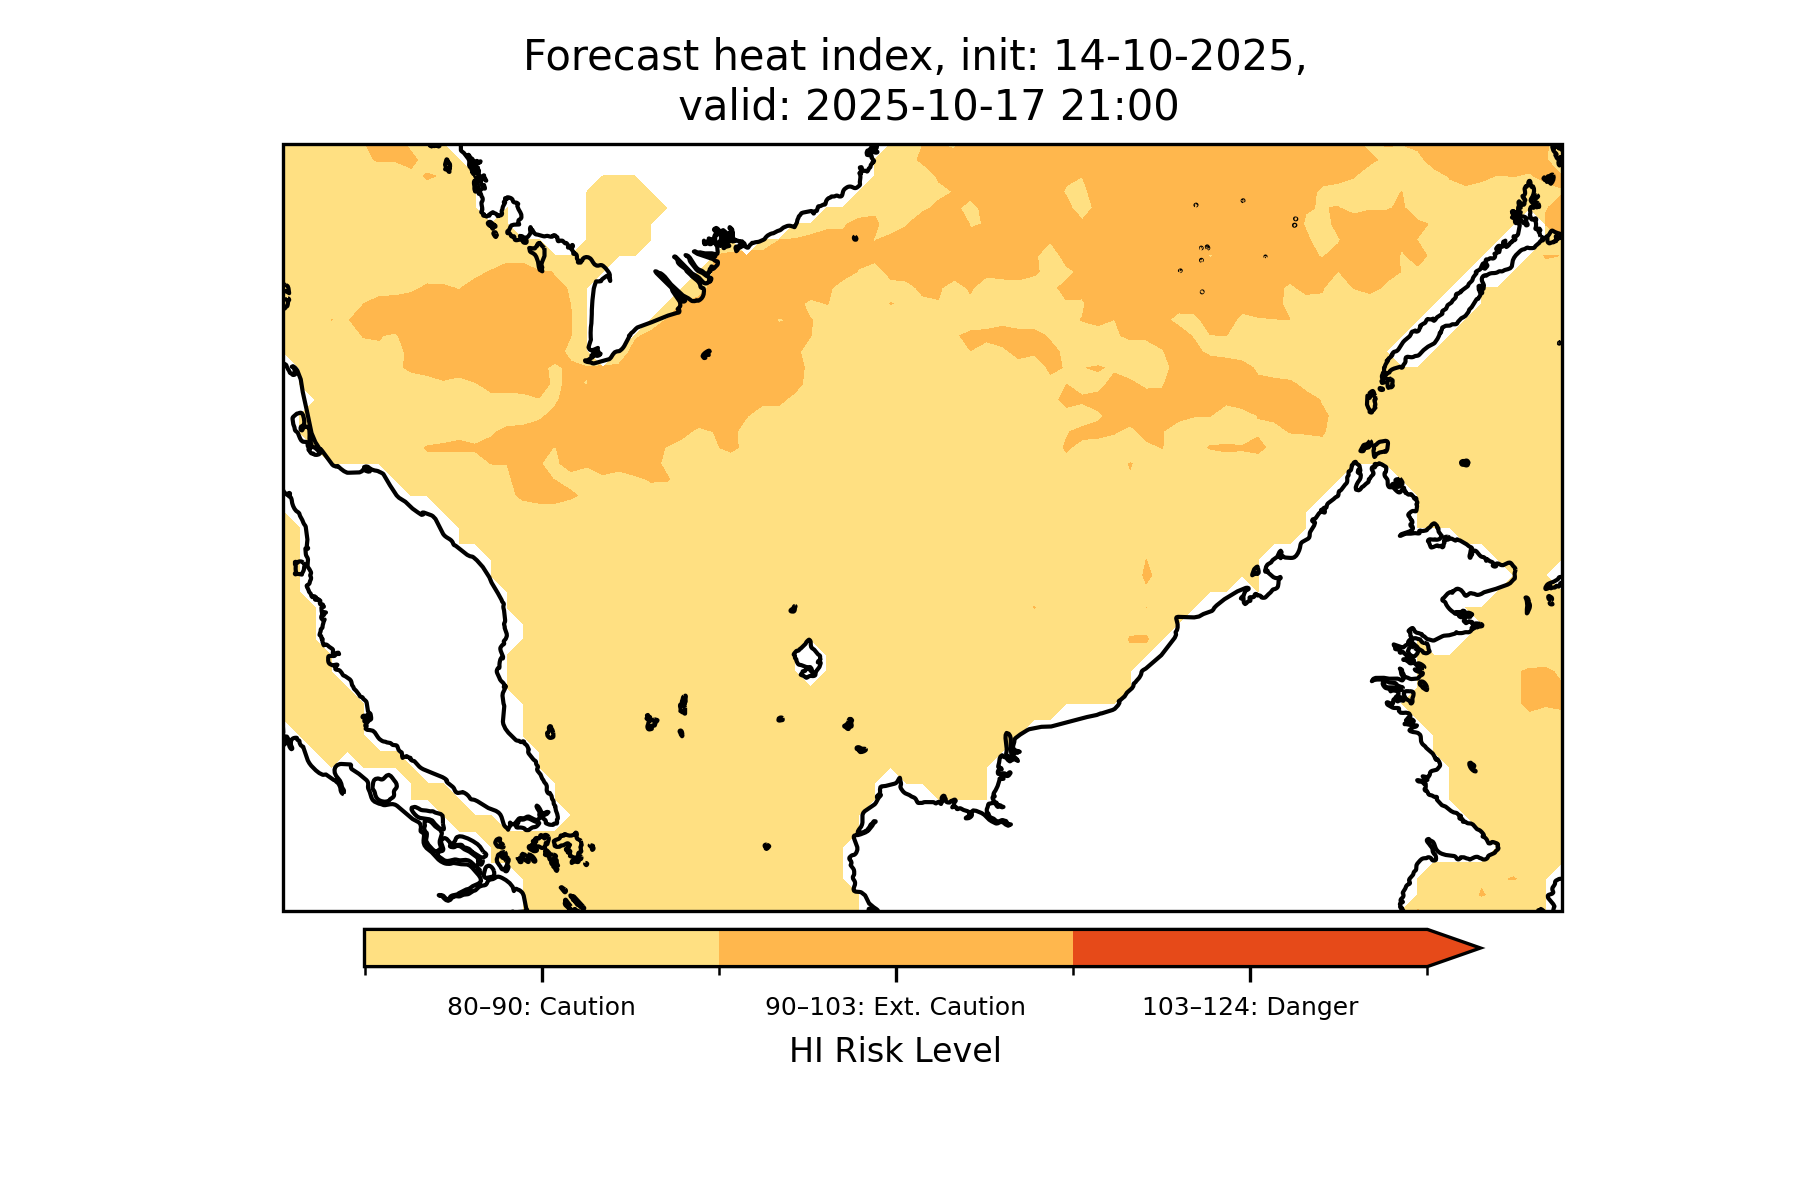 Forecast heat index, init: 14-10-2025,
valid: 2025-10-17 21:00
80–90: Caution
90–103: Ext. Caution
103–124: Danger
HI Risk Level